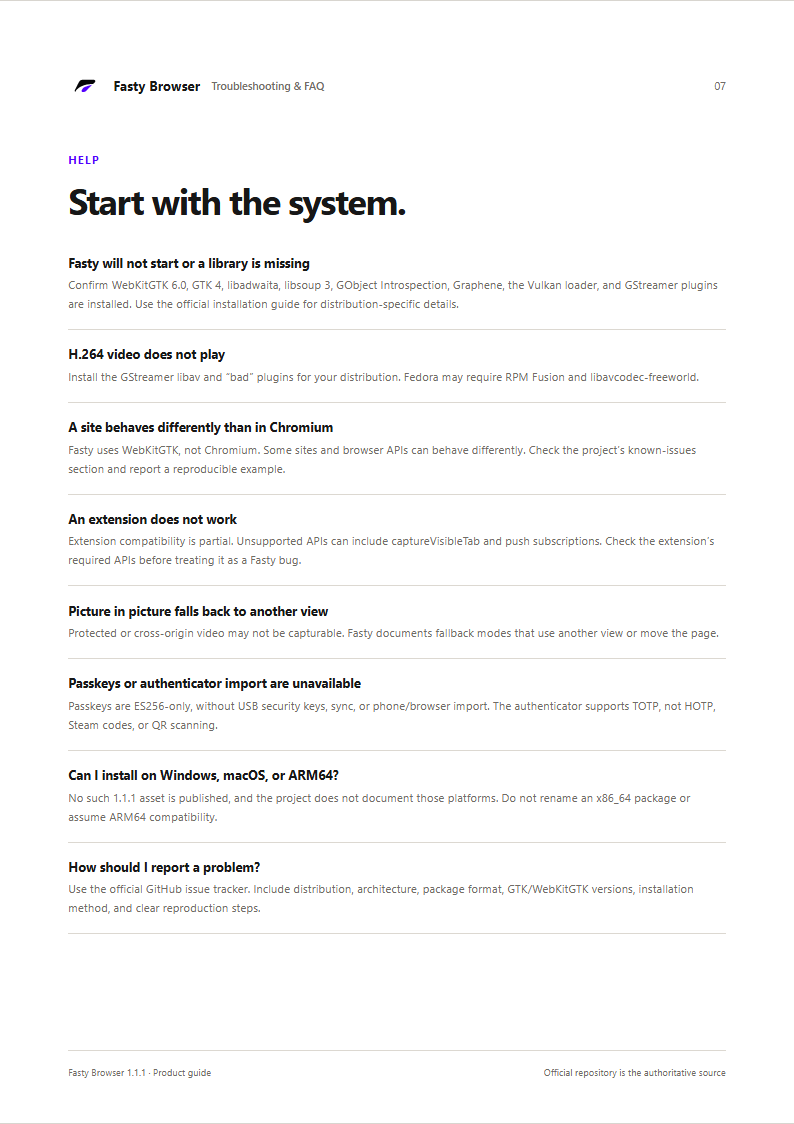 Fasty Browser Troubleshooting & FAQ 07
HELP
Start with the system.
Fasty will not start or a library is missing
Confirm WebKitGTK 6.0, GTK 4, libadwaita, libsoup 3, GObject Introspection, Graphene, the Vulkan loader, and GStreamer plugins
are installed. Use the official installation guide for distribution-specific details.
H.264 video does not play
Install the GStreamer libav and “bad” plugins for your distribution. Fedora may require RPM Fusion and libavcodec-freeworld.
A site behaves differently than in Chromium
Fasty uses WebKitGTK, not Chromium. Some sites and browser APIs can behave differently. Check the project’s known-issues
section and report a reproducible example.
An extension does not work
Extension compatibility is partial. Unsupported APIs can include captureVisibleTab and push subscriptions. Check the extension’s
required APIs before treating it as a Fasty bug.
Picture in picture falls back to another view
Protected or cross-origin video may not be capturable. Fasty documents fallback modes that use another view or move the page.
Passkeys or authenticator import are unavailable
Passkeys are ES256-only, without USB security keys, sync, or phone/browser import. The authenticator supports TOTP, not HOTP,
Steam codes, or QR scanning.
Can I install on Windows, macOS, or ARM64?
No such 1.1.1 asset is published, and the project does not document those platforms. Do not rename an x86_64 package or
assume ARM64 compatibility.
How should I report a problem?
Use the official GitHub issue tracker. Include distribution, architecture, package format, GTK/WebKitGTK versions, installation
method, and clear reproduction steps.
Fasty Browser 1.1.1 · Product guide Official repository is the authoritative source